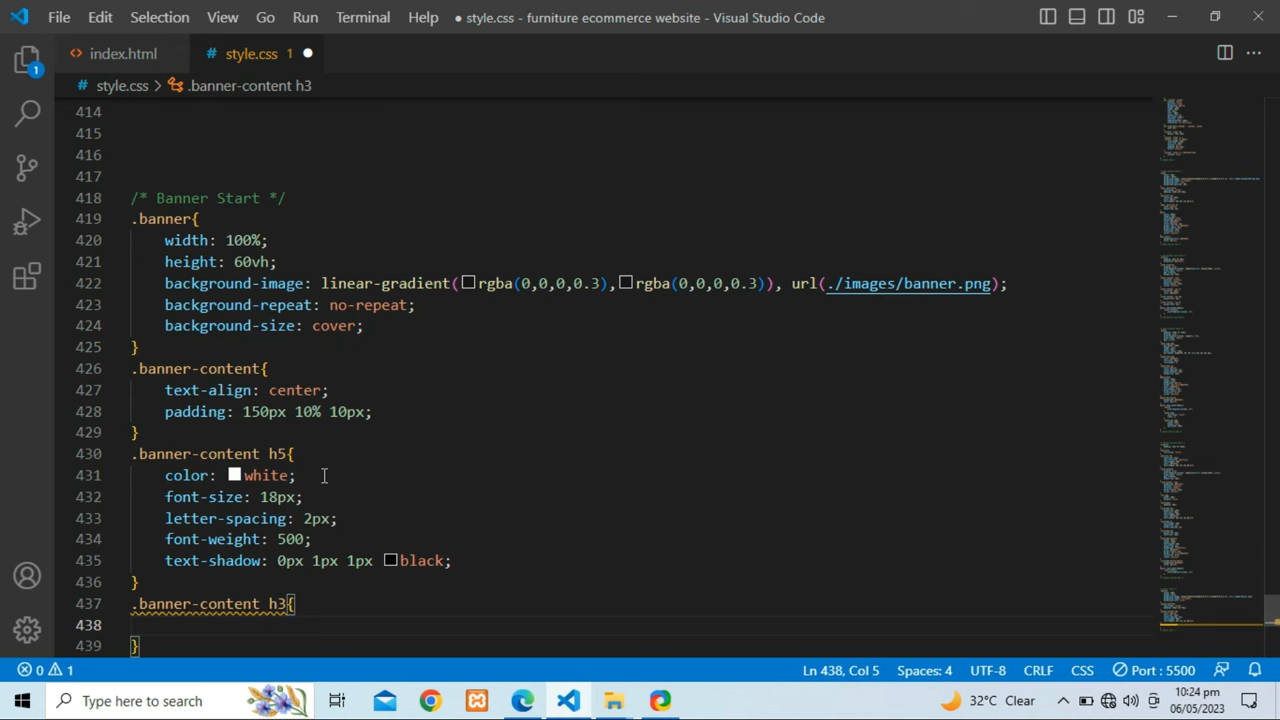 File Edit Selection View Go Run Terminal Help ● style.css - furniture ecommerce website - Visual Studio Code
<> index.html # style.css 1 ●
# style.css > .banner-content h3
414
415
416
417
418 /* Banner Start */
419 .banner{
420 width: 100%;
421 height: 60vh;
422 background-image: linear-gradient(rgba(0,0,0,0.3),rgba(0,0,0,0.3)), url(./images/banner.png);
423 background-repeat: no-repeat;
424 background-size: cover;
425 }
426 .banner-content{
427 text-align: center;
428 padding: 150px 10% 10px;
429 }
430 .banner-content h5{
431 color: white;
432 font-size: 18px;
433 letter-spacing: 2px;
434 font-weight: 500;
435 text-shadow: 0px 1px 1px black;
436 }
437 .banner-content h3{
438
439 }
1
0 1 Ln 438, Col 5 Spaces: 4 UTF-8 CRLF CSS Port : 5500
Type here to search 32°C Clear 10:24 pm
06/05/2023